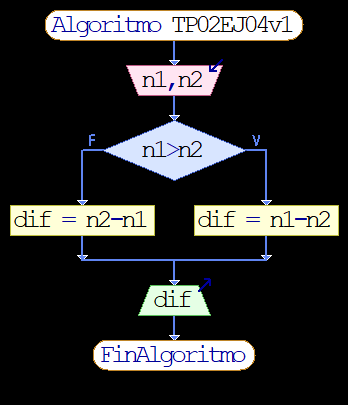 Algoritmo TP02EJ04v1
n1,n2
n1>n2
F
V
dif = n2-n1
dif = n1-n2
dif
FinAlgoritmo